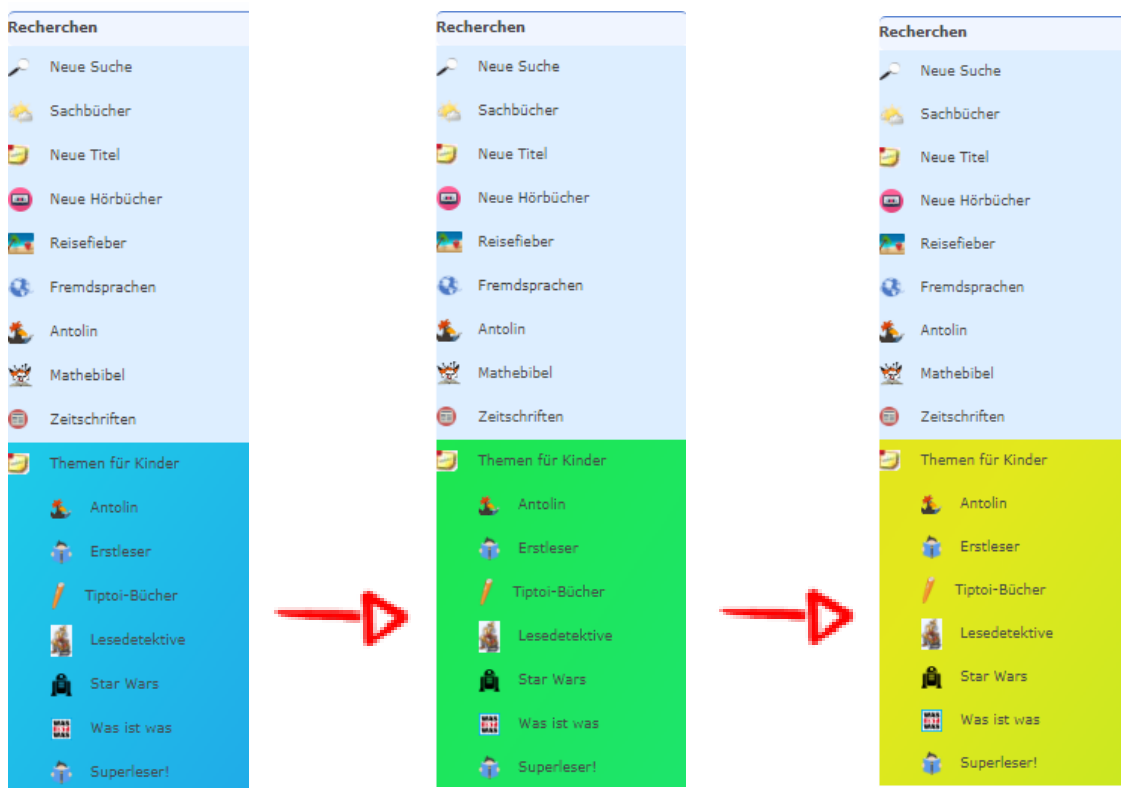 Recherchen
Neue Suche
Sachbücher
Neue Titel
Neue Hörbücher
Reisefieber
Fremdsprachen
Antolin
Mathebibel
Zeitschriften
Themen für Kinder
Antolin
Erstleser
Tiptoi-Bücher
Lesedetektive
Star Wars
Was ist was
Superleser!
Recherchen
Neue Suche
Sachbücher
Neue Titel
Neue Hörbücher
Reisefieber
Fremdsprachen
Antolin
Mathebibel
Zeitschriften
Themen für Kinder
Antolin
Erstleser
Tiptoi-Bücher
Lesedetektive
Star Wars
Was ist was
Superleser!
Recherchen
Neue Suche
Sachbücher
Neue Titel
Neue Hörbücher
Reisefieber
Fremdsprachen
Antolin
Mathebibel
Zeitschriften
Themen für Kinder
Antolin
Erstleser
Tiptoi-Bücher
Lesedetektive
Star Wars
Was ist was
Superleser!